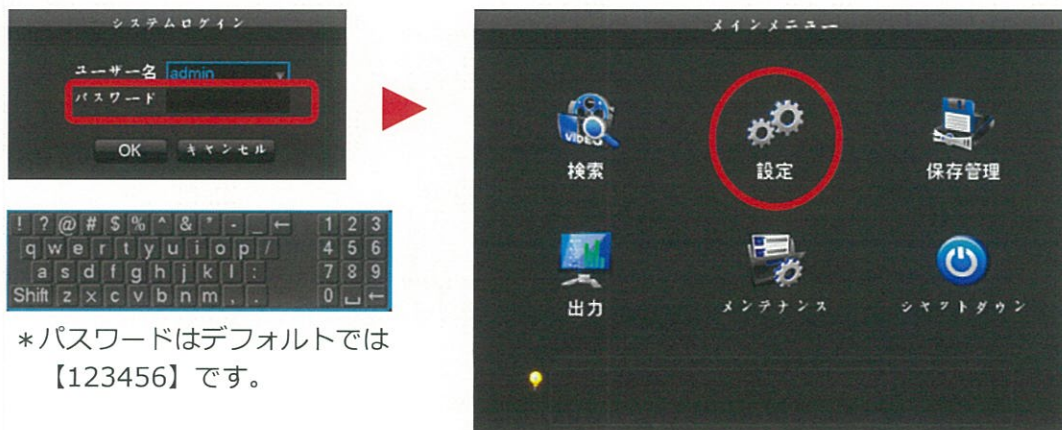 システムログイン
ユーザー名 admin
パスワード
OK キャンセル
! ? @ # $ % ^ & * - _ ← 1 2 3
q w e r t y u i o p / 4 5 6
a s d f g h j k l : 7 8 9
Shift z x c v b n m , . 0 ←
*パスワードはデフォルトでは
【123456】です。
メインメニュー
VIDEO
検索 設定 保存管理
出力 メンテナンス シャットダウン